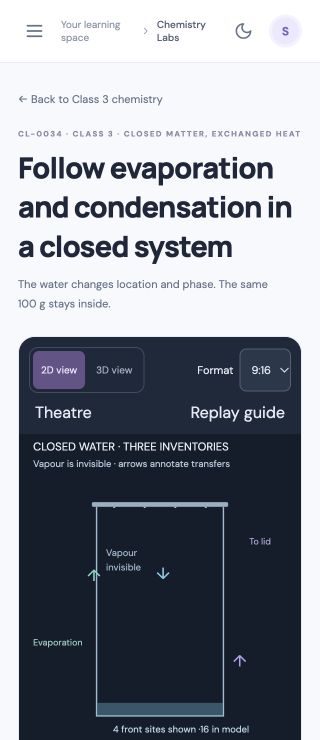 Your learning space
Chemistry Labs
S
← Back to Class 3 chemistry
CL-0034 · CLASS 3 · CLOSED MATTER, EXCHANGED HEAT
Follow evaporation
and condensation in
a closed system
The water changes location and phase. The same
100 g stays inside.
2D view
3D view
Format
9:16
Theatre
Replay guide
CLOSED WATER · THREE INVENTORIES
Vapour is invisible · arrows annotate transfers
To lid
Vapour
invisible
Evaporation
4 front sites shown ·16 in model